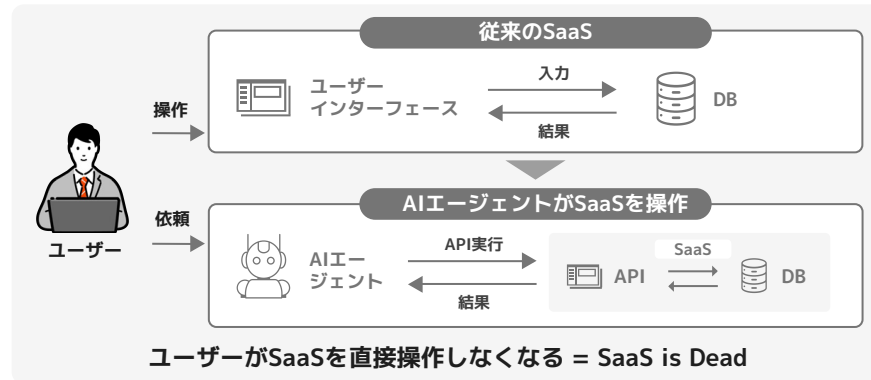 従来のSaaS
ユーザー
インターフェース
入力
結果
DB
操作
ユーザー
依頼
AIエージェントがSaaSを操作
AIエー
ジェント
API実行
結果
SaaS
API
DB
ユーザーがSaaSを直接操作しなくなる = SaaS is Dead